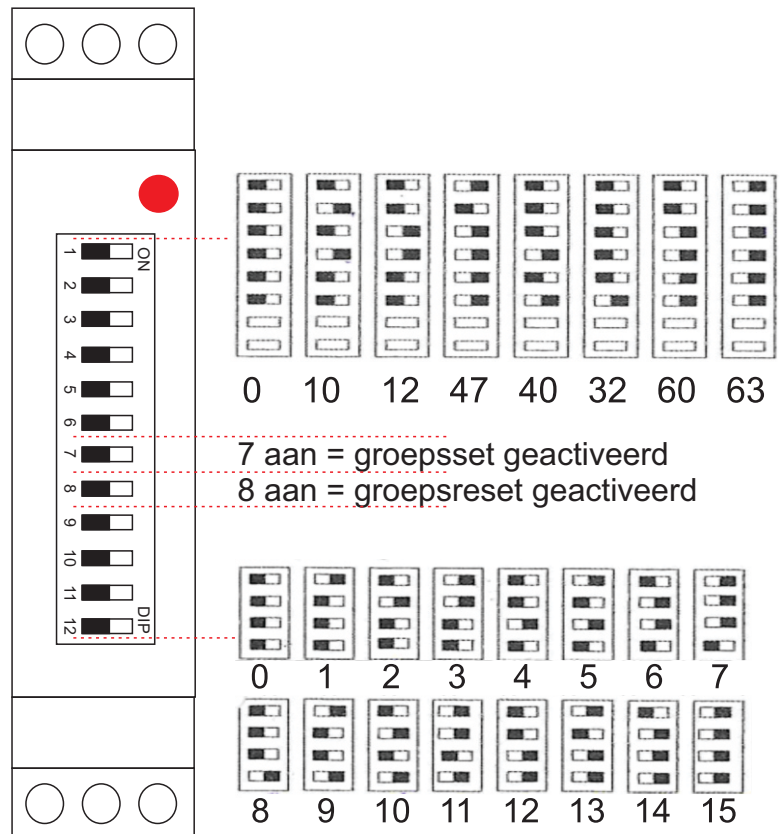 ON
1
2
3
4
5
6
7
8
9
10
11
12
DIP
0 10 12 47 40 32 60 63
7 aan = groepsset geactiveerd
8 aan = groepsreset geactiveerd
0 1 2 3 4 5 6 7
8 9 10 11 12 13 14 15